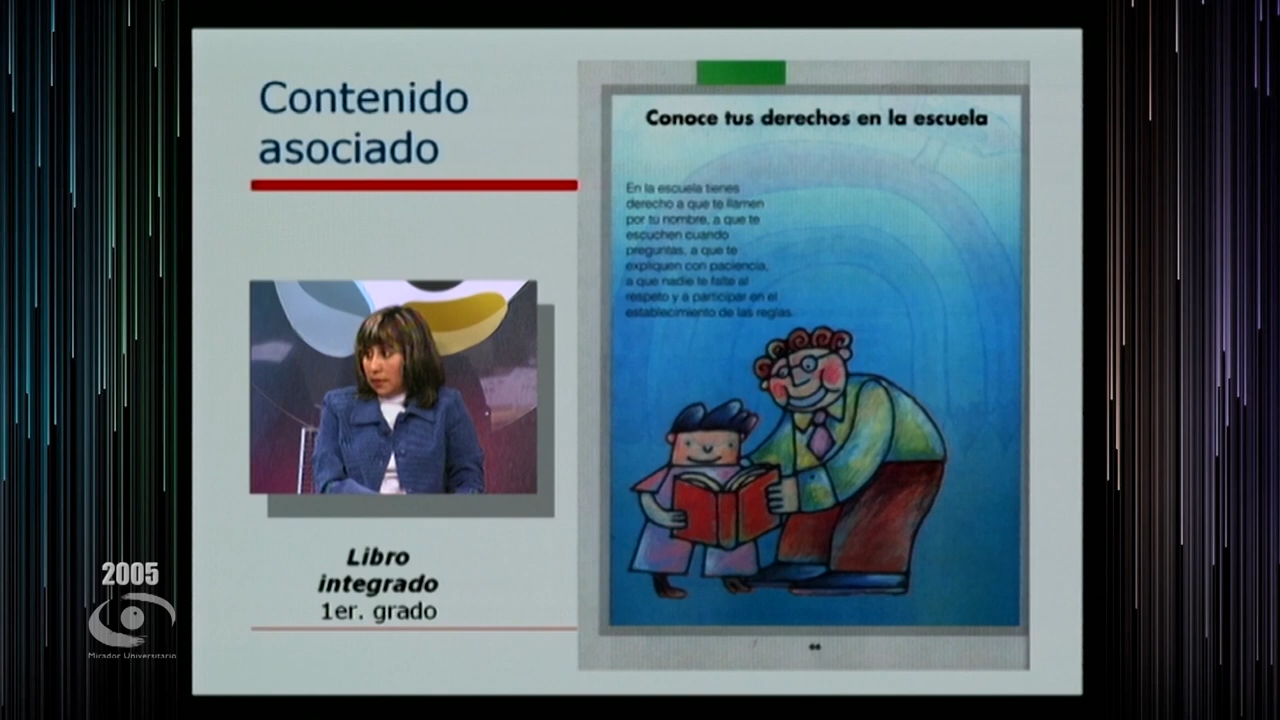 Contenido
asociado
Conoce tus derechos en la escuela
En la escuela tienes
derecho a que te llamen
por tu nombre, a que te
escuchen cuando
preguntas, a que te
expliquen con paciencia,
a que nadie te falte al
respeto y a participar en el
establecimiento de las reglas.
Libro
integrado
1er. grado
2005
Mirador Universitario